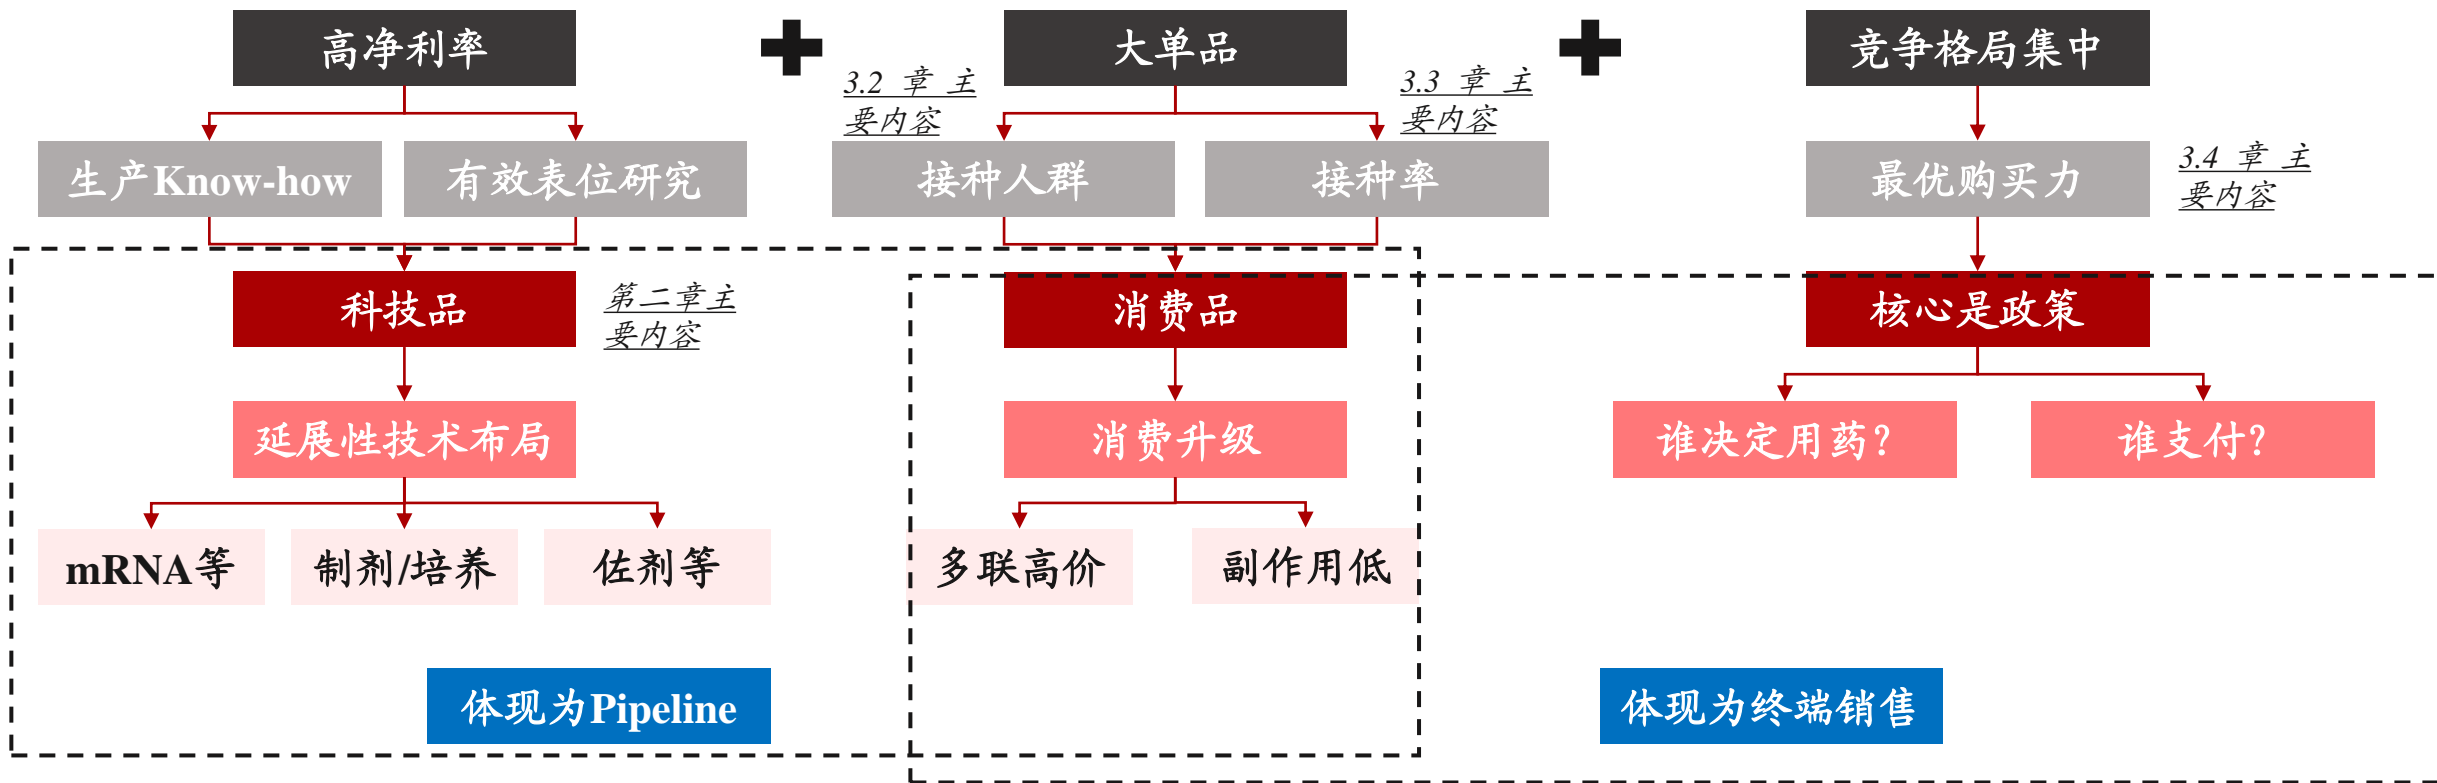 高净利率
大单品
竞争格局集中
3.2 章 主
要内容
3.3 章 主
要内容
生产Know-how
有效表位研究
接种人群
接种率
最优购买力
3.4 章 主
要内容
科技品
第二章主
要内容
消费品
核心是政策
延展性技术布局
消费升级
谁决定用药?
谁支付?
mRNA等
制剂/培养
佐剂等
多联高价
副作用低
体现为Pipeline
体现为终端销售